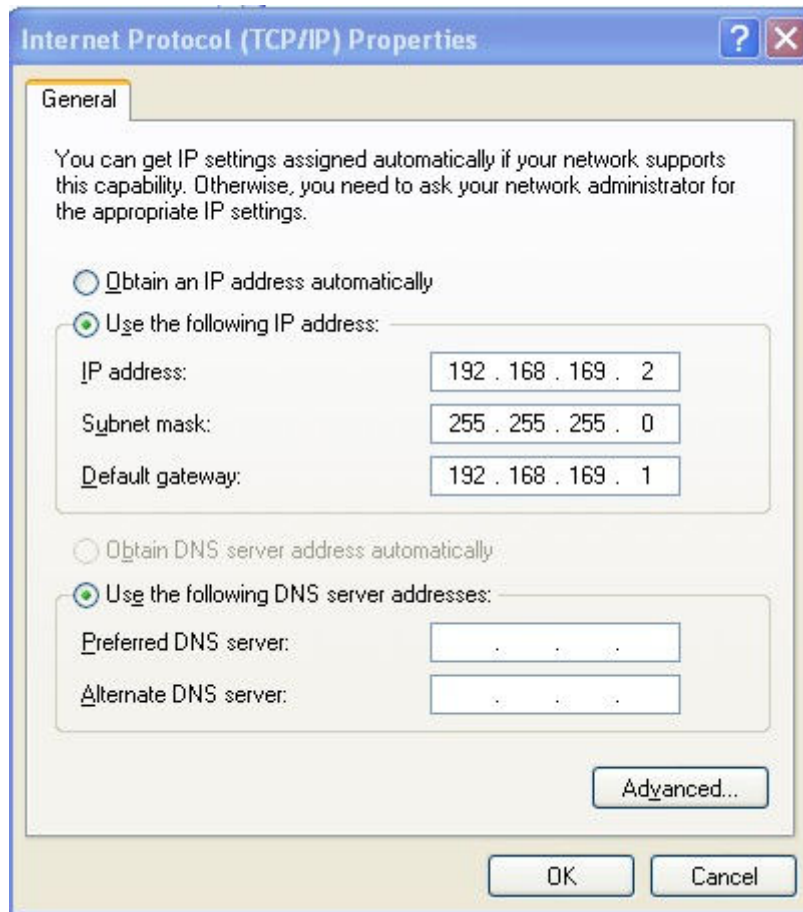 Internet Protocol (TCP/IP) Properties
?
General
You can get IP settings assigned automatically if your network supports
this capability. Otherwise, you need to ask your network administrator for
the appropriate IP settings.
Obtain an IP address automatically
Use the following IP address:
IP address: 192 . 168 . 169 . 2
Subnet mask: 255 . 255 . 255 . 0
Default gateway: 192 . 168 . 169 . 1
Obtain DNS server address automatically
Use the following DNS server addresses:
Preferred DNS server: . . .
Alternate DNS server: . . .
Advanced...
OK Cancel